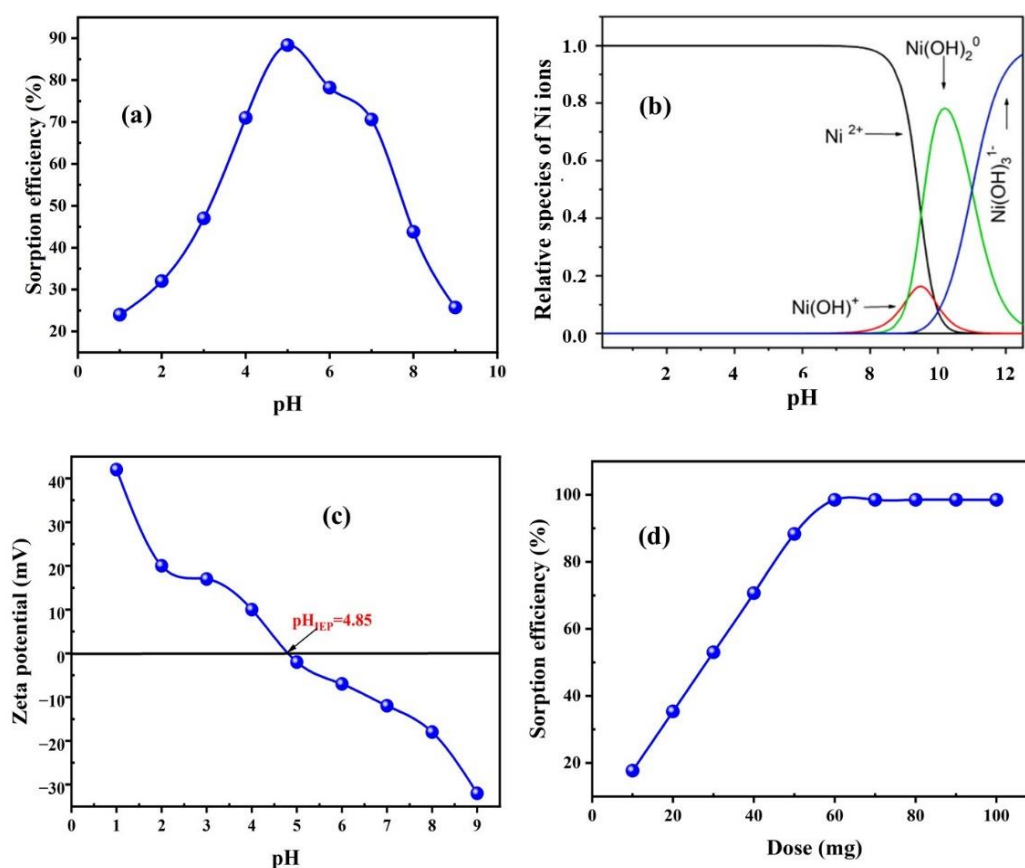 90
80
70
60
50
40
30
20
0 2 4 6 8 10
Sorption efficiency (%)
pH
(a)
1.0
0.8
0.6
0.4
0.2
0.0
2 4 6 8 10 12
Relative species of Ni ions
pH
(b)
Ni(OH)₂⁰
Ni ²⁺
Ni(OH)⁺
Ni(OH)₃¹⁻
40
30
20
10
0
−10
−20
−30
0 1 2 3 4 5 6 7 8 9
Zeta potential (mV)
pH
(c)
pH_IEP=4.85
100
80
60
40
20
0 20 40 60 80 100
Sorption efficiency (%)
Dose (mg)
(d)